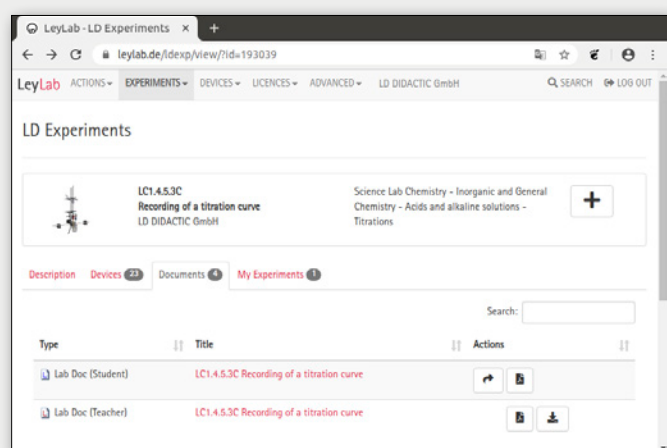 LeyLab - LD Experiments
leylab.de/ldexp/view/?id=193039
LeyLab ACTIONS EXPERIMENTS DEVICES LICENCES ADVANCED LD DIDACTIC GmbH SEARCH LOG OUT
LD Experiments
LC1.4.5.3C
Recording of a titration curve
LD DIDACTIC GmbH
Science Lab Chemistry - Inorganic and General
Chemistry - Acids and alkaline solutions -
Titrations
Description Devices 23 Documents 4 My Experiments 1
Search:
Type Title Actions
Lab Doc (Student) LC1.4.5.3C Recording of a titration curve
Lab Doc (Teacher) LC1.4.5.3C Recording of a titration curve